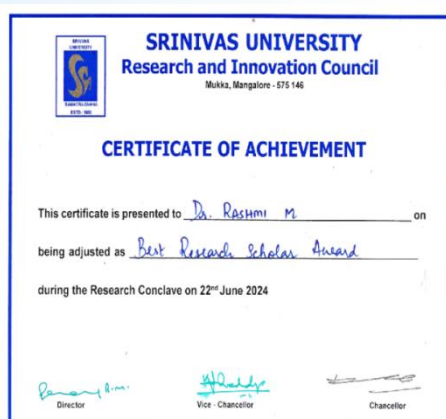 SRINIVAS UNIVERSITY
SRINIVAS UNIVERSITY
Research and Innovation Council
Mukka, Mangalore - 575 146
CERTIFICATE OF ACHIEVEMENT
This certificate is presented to Dr. RASHMI M on
being adjusted as Best Research Scholar Award
during the Research Conclave on 22nd June 2024
Director
Vice - Chancellor
Chancellor